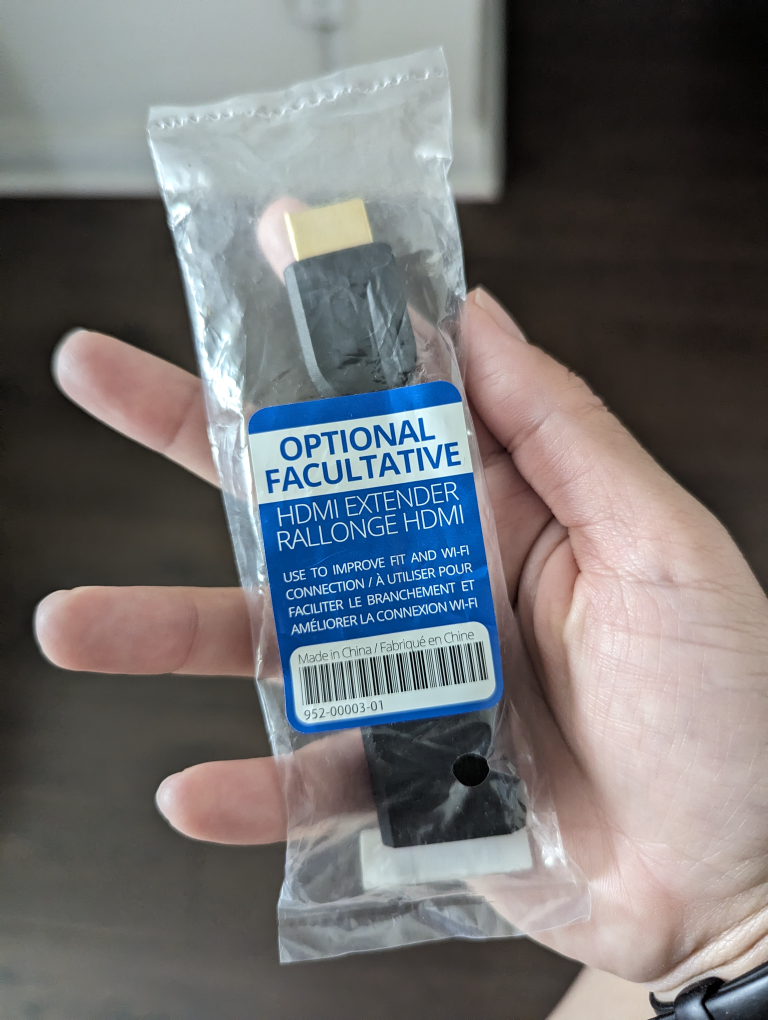 OPTIONAL
FACULTATIVE
HDMI EXTENDER
RALLONGE HDMI
USE TO IMPROVE FIT AND WI-FI
CONNECTION / À UTILISER POUR
FACILITER LE BRANCHEMENT ET
AMÉLIORER LA CONNEXION WI-FI
Made in China / Fabriqué en Chine
952-00003-01